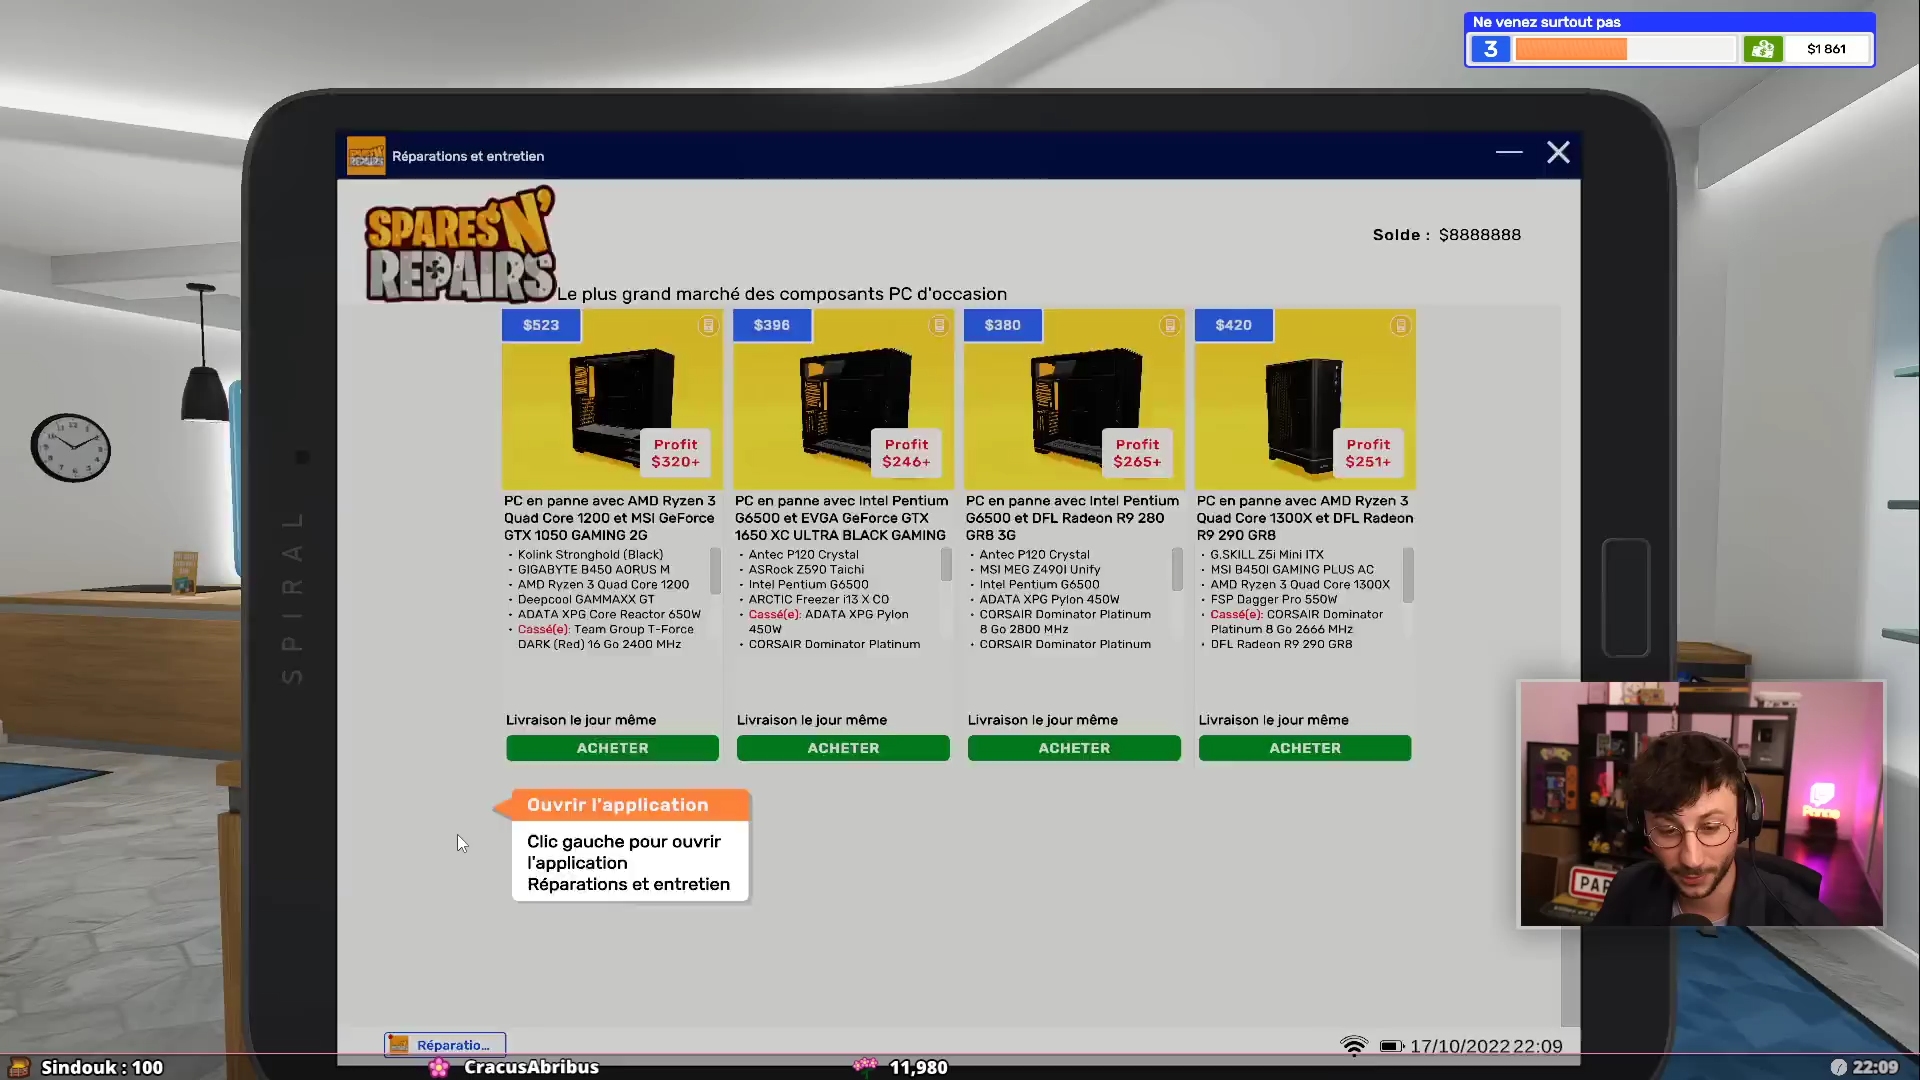 Ne venez surtout pas
3
$1 861
Réparations et entretien
SPARES N'
REPAIRS
Solde : $8888888
Le plus grand marché des composants PC d'occasion
$523
$396
$380
$420
Profit
$320+
Profit
$246+
Profit
$265+
Profit
$251+
PC en panne avec AMD Ryzen 3
Quad Core 1200 et MSI GeForce
GTX 1050 GAMING 2G
• Kolink Stronghold (Black)
• GIGABYTE B450 AORUS M
• AMD Ryzen 3 Quad Core 1200
• Deepcool GAMMAXX GT
• ADATA XPG Core Reactor 650W
• Cassé(e): Team Group T-Force
DARK (Red) 16 Go 2400 MHz
Livraison le jour même
ACHETER
PC en panne avec Intel Pentium
G6500 et EVGA GeForce GTX
1650 XC ULTRA BLACK GAMING
• Antec P120 Crystal
• ASRock Z590 Taichi
• Intel Pentium G6500
• ARCTIC Freezer i13 X CO
• Cassé(e): ADATA XPG Pylon
450W
• CORSAIR Dominator Platinum
Livraison le jour même
ACHETER
PC en panne avec Intel Pentium
G6500 et DFL Radeon R9 280
GR8 3G
• Antec P120 Crystal
• MSI MEG Z490I Unify
• Intel Pentium G6500
• ADATA XPG Pylon 450W
• CORSAIR Dominator Platinum
8 Go 2800 MHz
• CORSAIR Dominator Platinum
Livraison le jour même
ACHETER
PC en panne avec AMD Ryzen 3
Quad Core 1300X et DFL Radeon
R9 290 GR8
• G.SKILL Z5i Mini ITX
• MSI B450I GAMING PLUS AC
• AMD Ryzen 3 Quad Core 1300X
• FSP Dagger Pro 550W
• Cassé(e): CORSAIR Dominator
Platinum 8 Go 2666 MHz
• DFL Radeon R9 290 GR8
Livraison le jour même
ACHETER
Ouvrir l'application
Clic gauche pour ouvrir
l'application
Réparations et entretien
SPIRAL
Réparatio...
17/10/2022 22:09
Ponne
PAR
Sindouk : 100
CracusAbribus
11,980
22:09